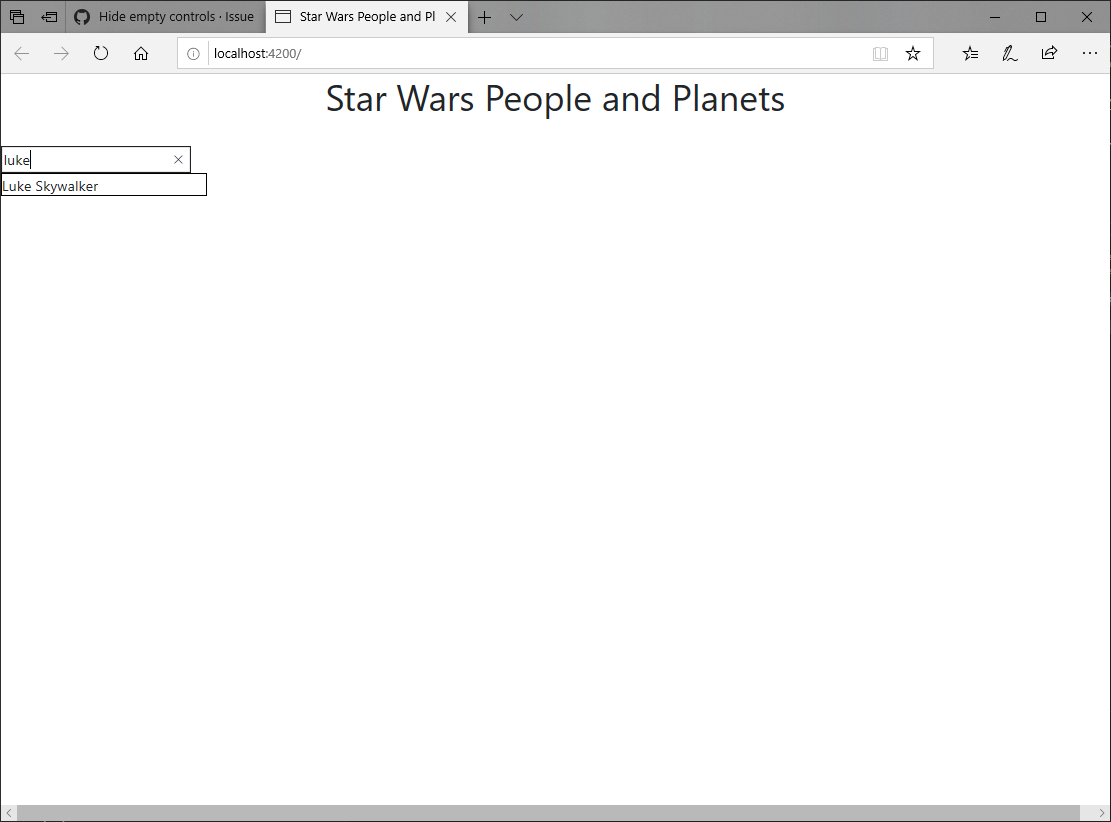 Hide empty controls · Issue
Star Wars People and Pl
localhost:4200/
Star Wars People and Planets
luke
Luke Skywalker